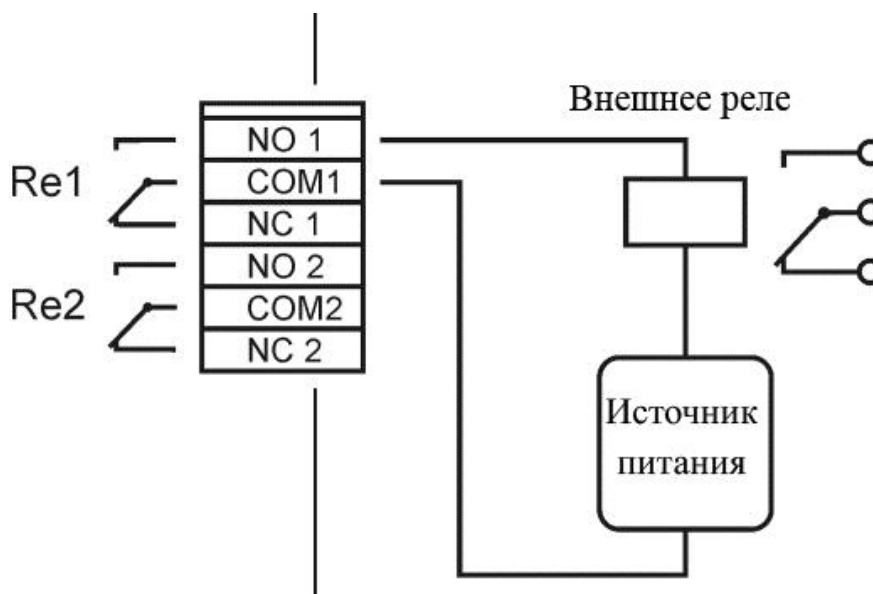 Внешнее реле
Re1
NO 1
COM1
NC 1
Re2
NO 2
COM2
NC 2
Источник
питания